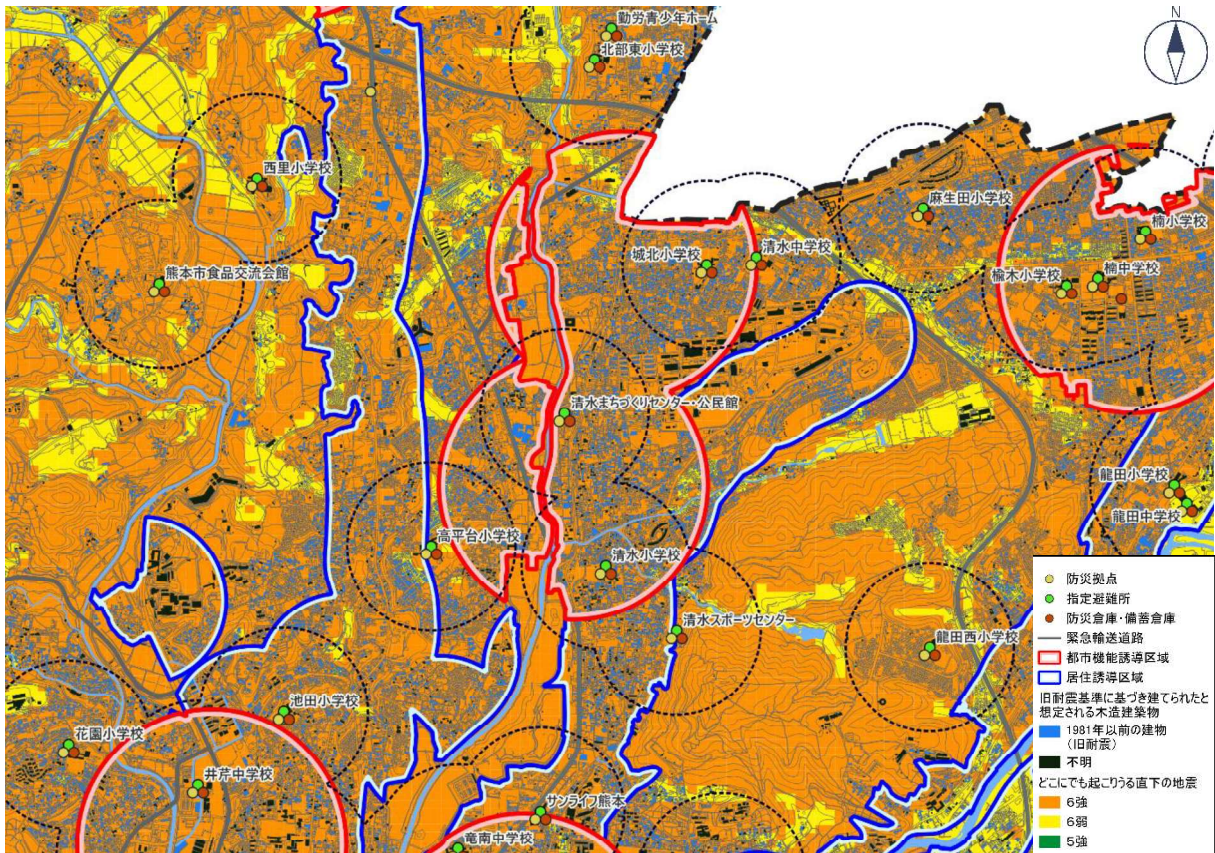 N
勤労青少年ホーム
北部東小学校
西里小学校
麻生田小学校
楠小学校
城北小学校
清水中学校
熊本市食品交流会館
楡木小学校
楠中学校
清水まちづくりセンター・公民館
龍田小学校
龍田中学校
高平台小学校
清水小学校
清水スポーツセンター
龍田西小学校
池田小学校
花園小学校
井芹中学校
サンライフ熊本
竜南中学校
防災拠点
指定避難所
防災倉庫・備蓄倉庫
緊急輸送道路
都市機能誘導区域
居住誘導区域
旧耐震基準に基づき建てられたと
想定される木造建築物
1981年以前の建物
（旧耐震）
不明
どこにでも起こりうる直下の地震
6強
6弱
5強